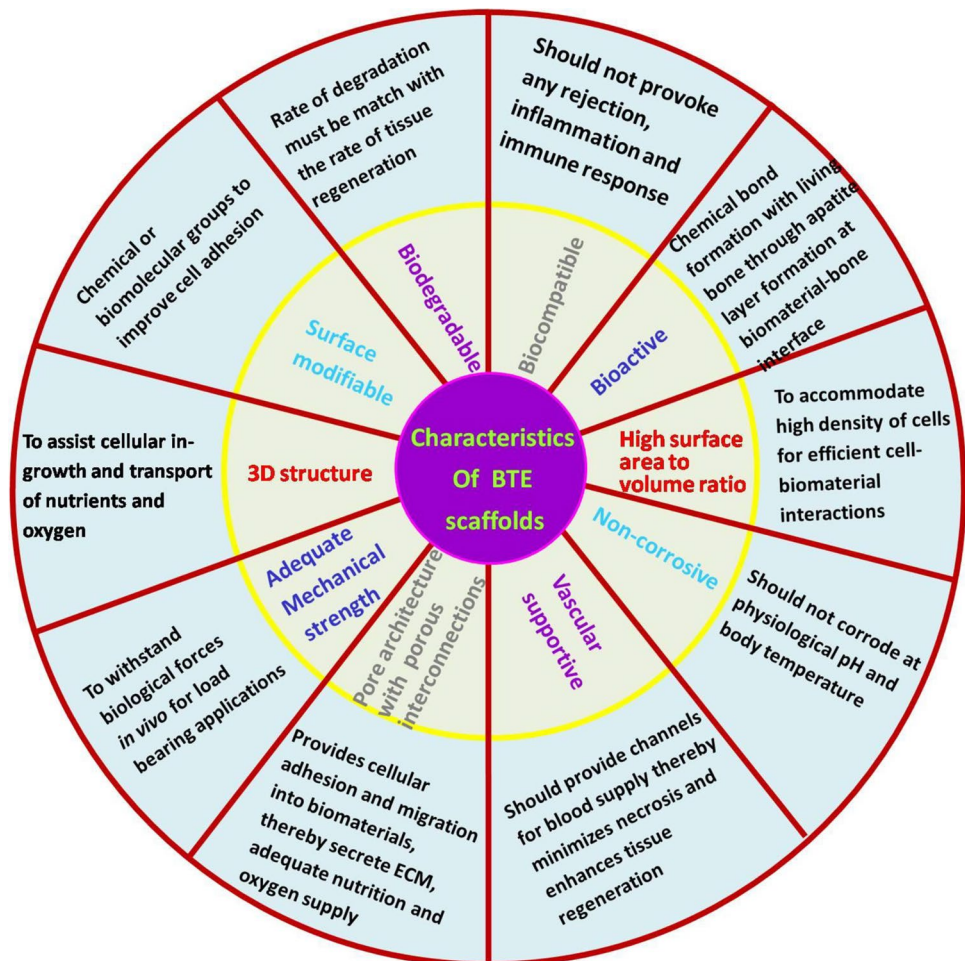 Characteristics
Of BTE
scaffolds
Biocompatible
Should not provoke
any rejection,
inflammation and
immune response
Bioactive
Chemical bond
formation with living
bone through apatite
layer formation at
biomaterial-bone
interface
High surface
area to
volume ratio
To accommodate
high density of cells
for efficient cell-
biomaterial
interactions
Non-corrosive
Should not corrode at
physiological pH and
body temperature
Vascular
supportive
Should provide channels
for blood supply thereby
minimizes necrosis and
enhances tissue
regeneration
Pore architecture
with porous
interconnections
Provides cellular
adhesion and migration
into biomaterials,
thereby secrete ECM,
adequate nutrition and
oxygen supply
Adequate
Mechanical
strength
To withstand
biological forces
in vivo for load
bearing applications
3D structure
To assist cellular in-
growth and transport
of nutrients and
oxygen
Surface
modifiable
Chemical or
biomolecular groups to
improve cell adhesion
Biodegradable
Rate of degradation
must be match with
the rate of tissue
regeneration